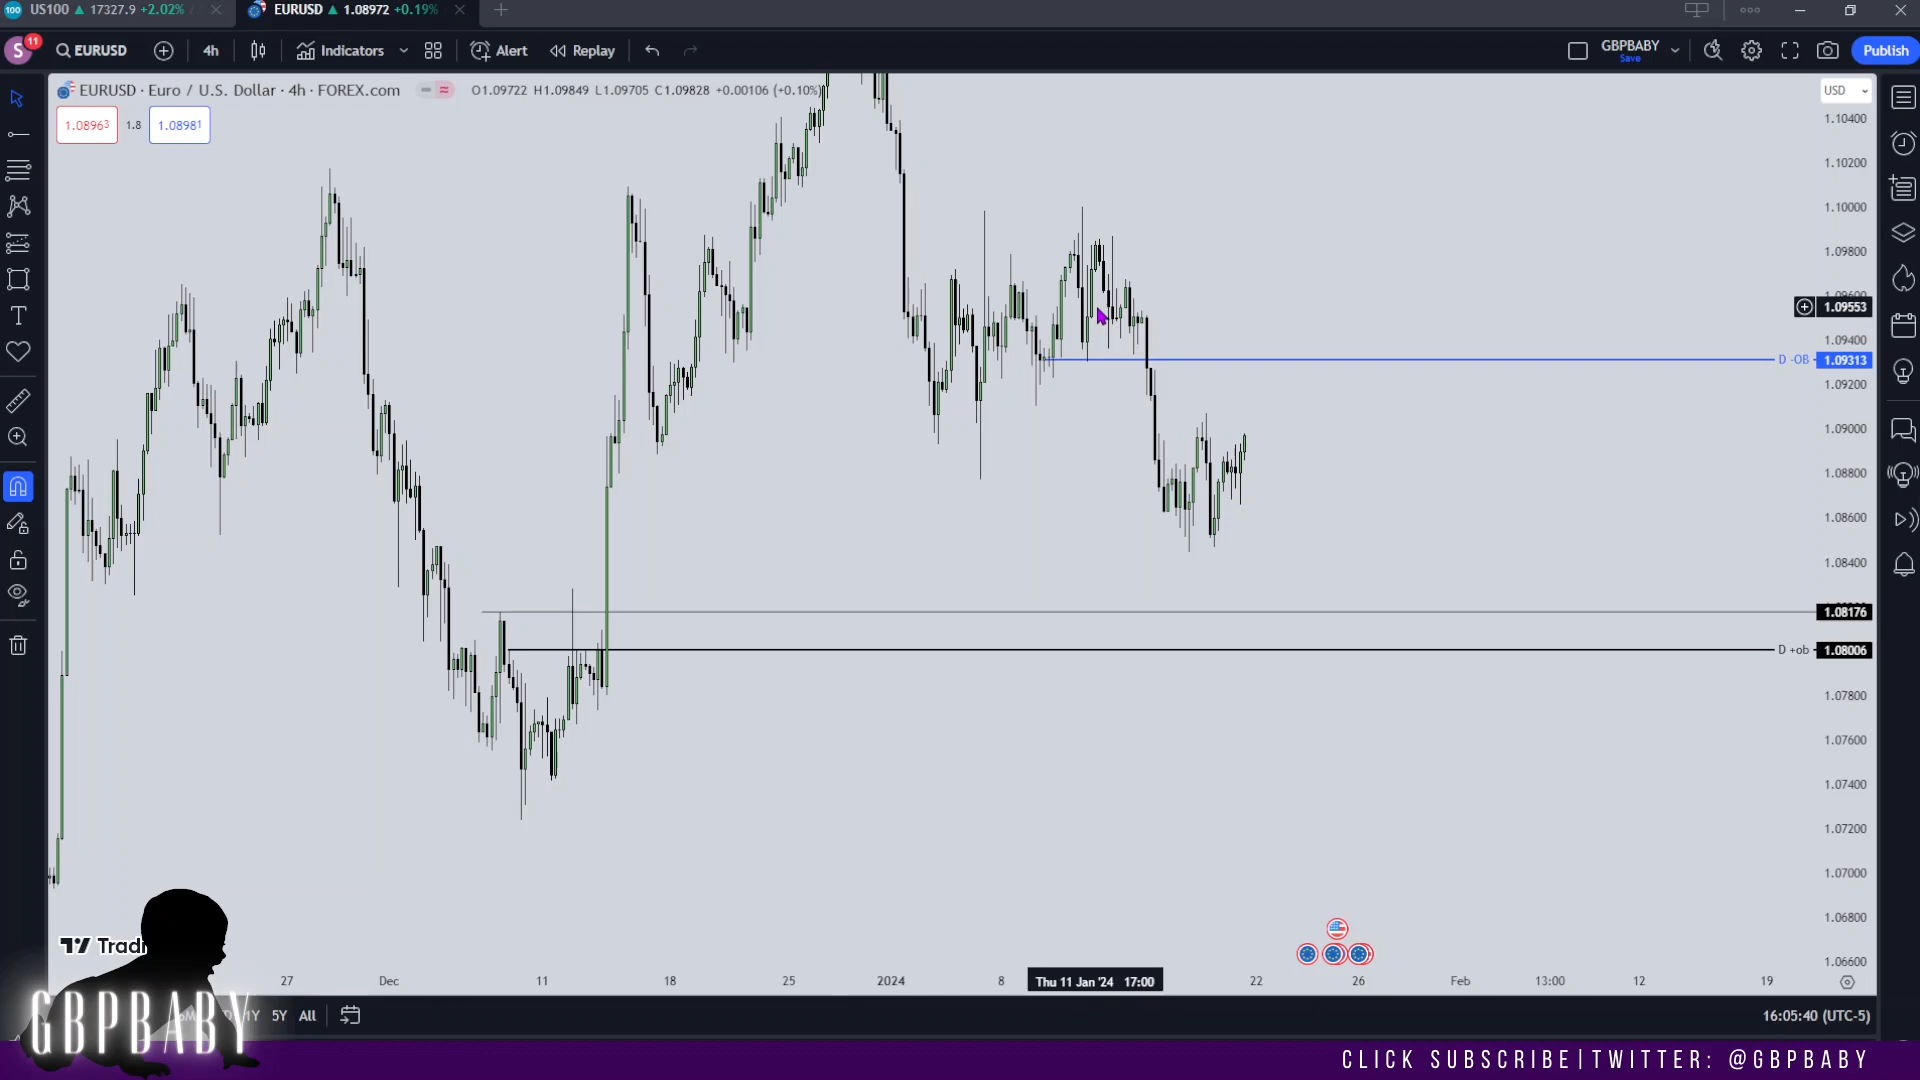 US100 ▲ 17327.9 +2.02%
EURUSD ▲ 1.08972 +0.19%
S 11 EURUSD 4h Indicators Alert Replay GBPBABY Save Publish
EURUSD · Euro / U.S. Dollar · 4h · FOREX.com O1.09722 H1.09849 L1.09705 C1.09828 +0.00106 (+0.10%)
USD
1.08963 1.8 1.08981
1.10400
1.10200
1.10000
1.09800
1.09553
1.09400
D -OB 1.09313
1.09200
1.09000
1.08800
1.08600
1.08400
1.08176
D +ob 1.08006
1.07800
1.07600
1.07400
1.07200
1.07000
1.06800
1.06600
27 Dec 11 18 25 2024 8 Thu 11 Jan '24 17:00 22 26 Feb 13:00 12 19
1Y 5Y All
16:05:40 (UTC-5)
GBPBABY
CLICK SUBSCRIBE|TWITTER: @GBPBABY